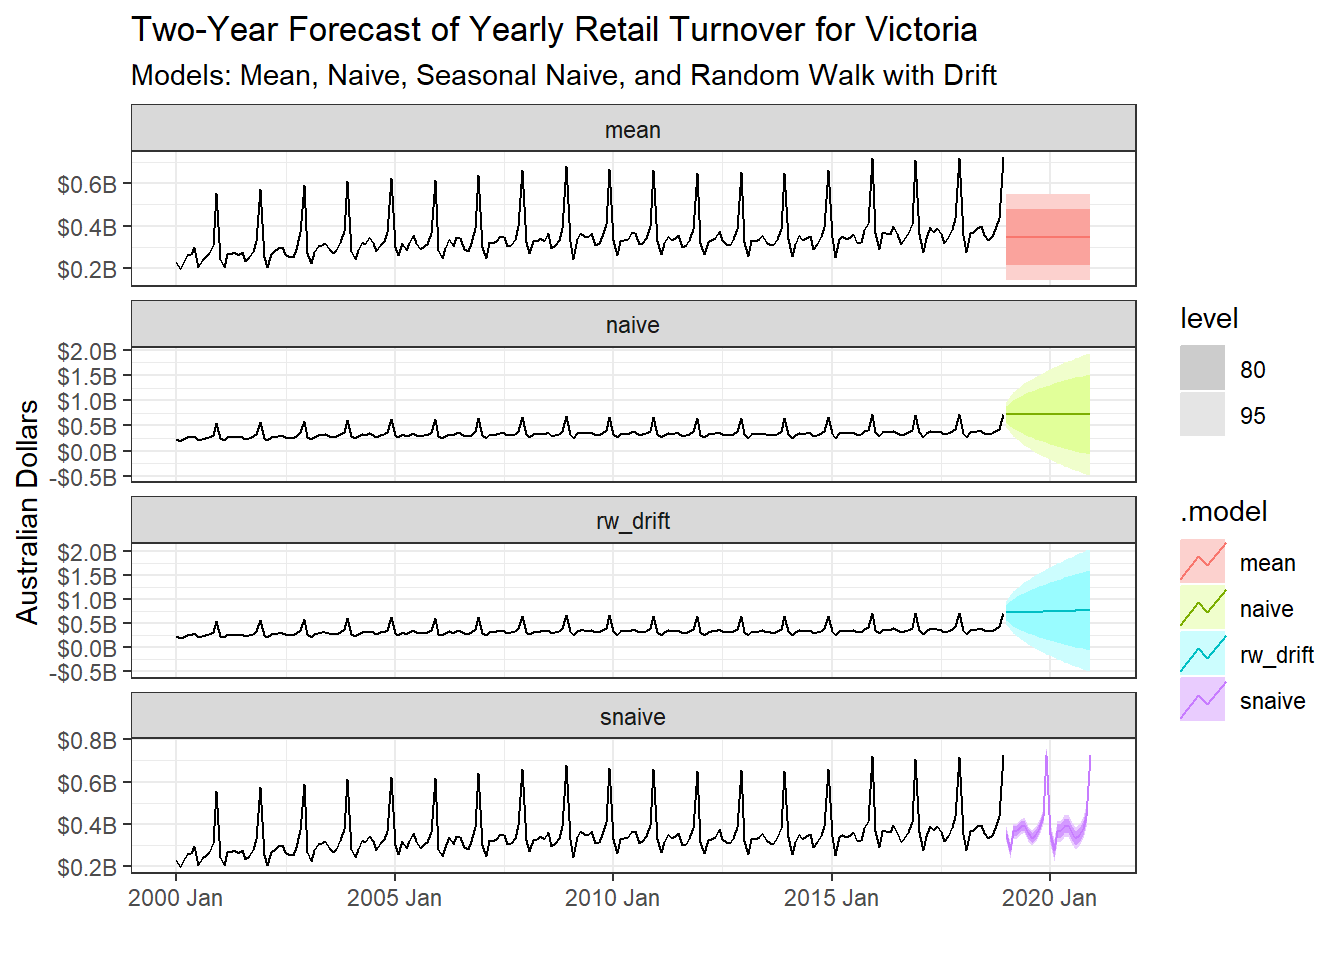 Two-Year Forecast of Yearly Retail Turnover for Victoria
Models: Mean, Naive, Seasonal Naive, and Random Walk with Drift
Australian Dollars
mean
$0.6B
$0.4B
$0.2B
naive
$2.0B
$1.5B
$1.0B
$0.5B
$0.0B
-$0.5B
rw_drift
$2.0B
$1.5B
$1.0B
$0.5B
$0.0B
-$0.5B
snaive
$0.8B
$0.6B
$0.4B
$0.2B
2000 Jan
2005 Jan
2010 Jan
2015 Jan
2020 Jan
level
80
95
.model
mean
naive
rw_drift
snaive